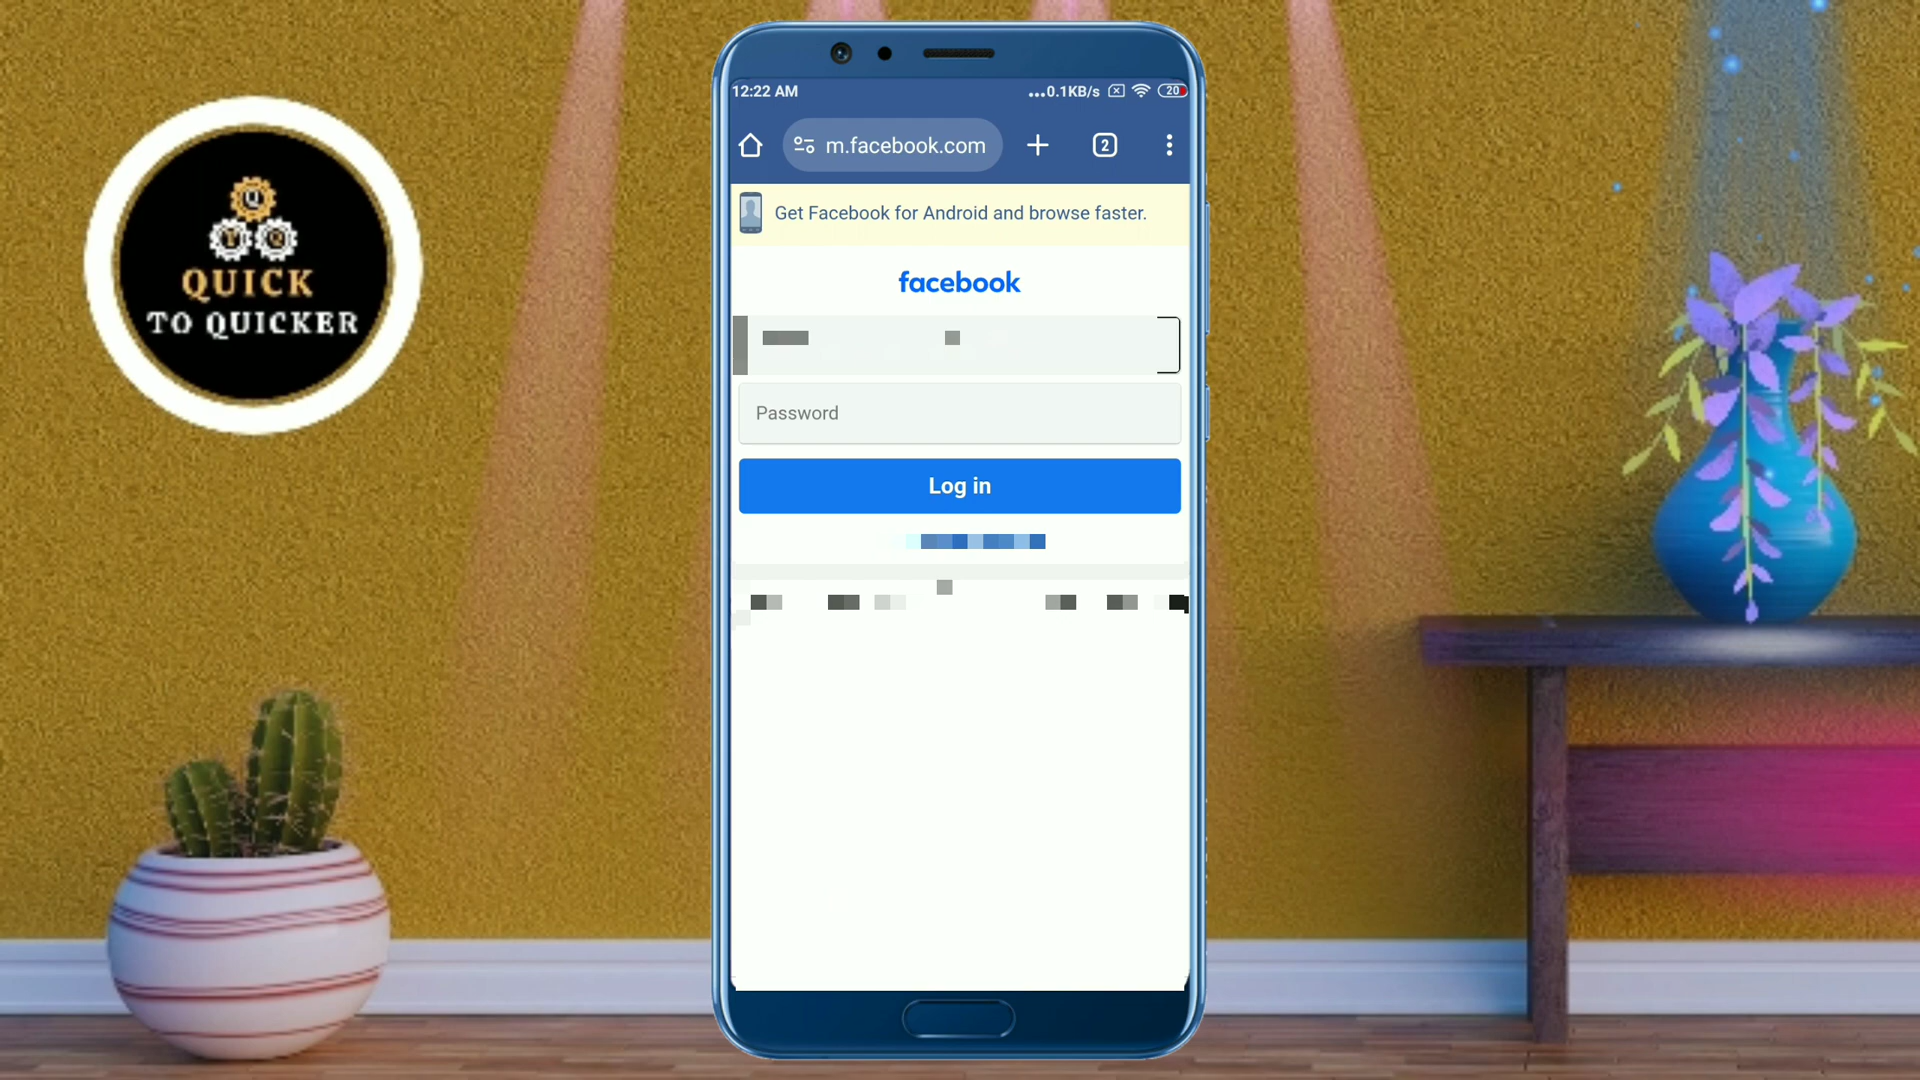 Q
Y Q
QUICK
TO QUICKER
12:22 AM
...0.1KB/s
20
m.facebook.com
2
Get Facebook for Android and browse faster.
facebook
Password
Log in